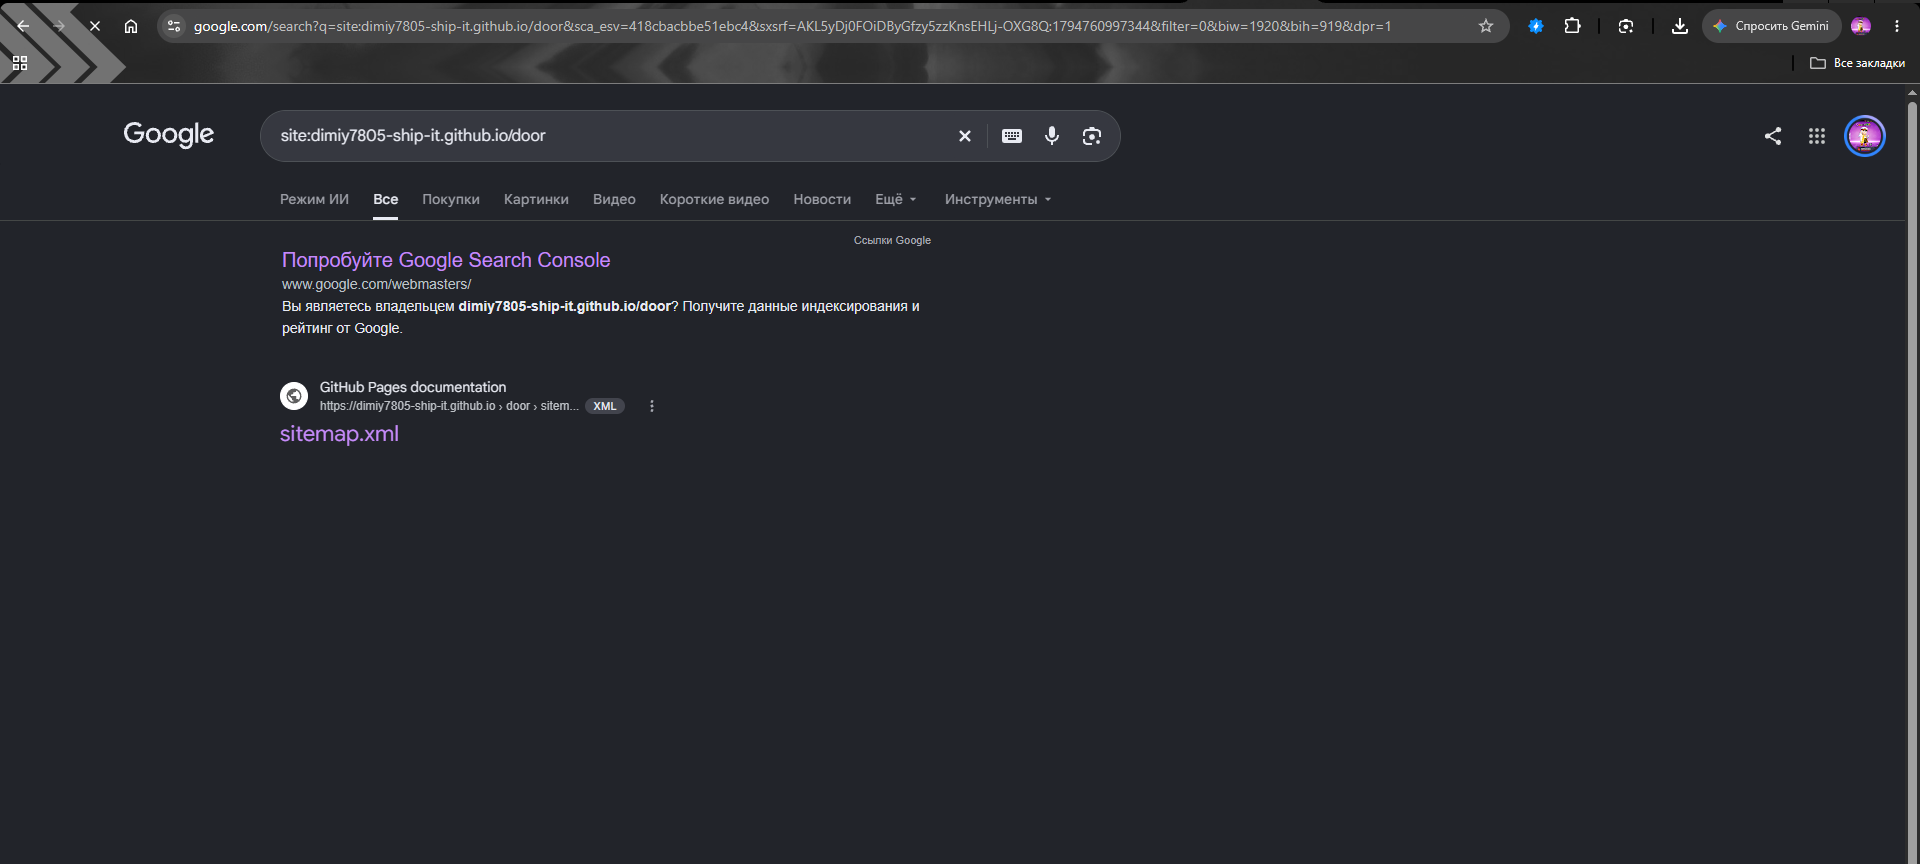 google.com/search?q=site:dimiy7805-ship-it.github.io/door&sca_esv=418cbacbbe51ebc4&sxsrf=AKL5yDj0FOiDByGfzy5zzKnsEHLj-OXG8Q:1794760997344&filter=0&biw=1920&bih=919&dpr=1
Спросить Gemini
Все закладки
Google
site:dimiy7805-ship-it.github.io/door
Режим ИИ Все Покупки Картинки Видео Короткие видео Новости Ещё Инструменты
Ссылки Google
Попробуйте Google Search Console
www.google.com/webmasters/
Вы являетесь владельцем dimiy7805-ship-it.github.io/door? Получите данные индексирования и
рейтинг от Google.
GitHub Pages documentation
https://dimiy7805-ship-it.github.io › door › sitem... XML
sitemap.xml